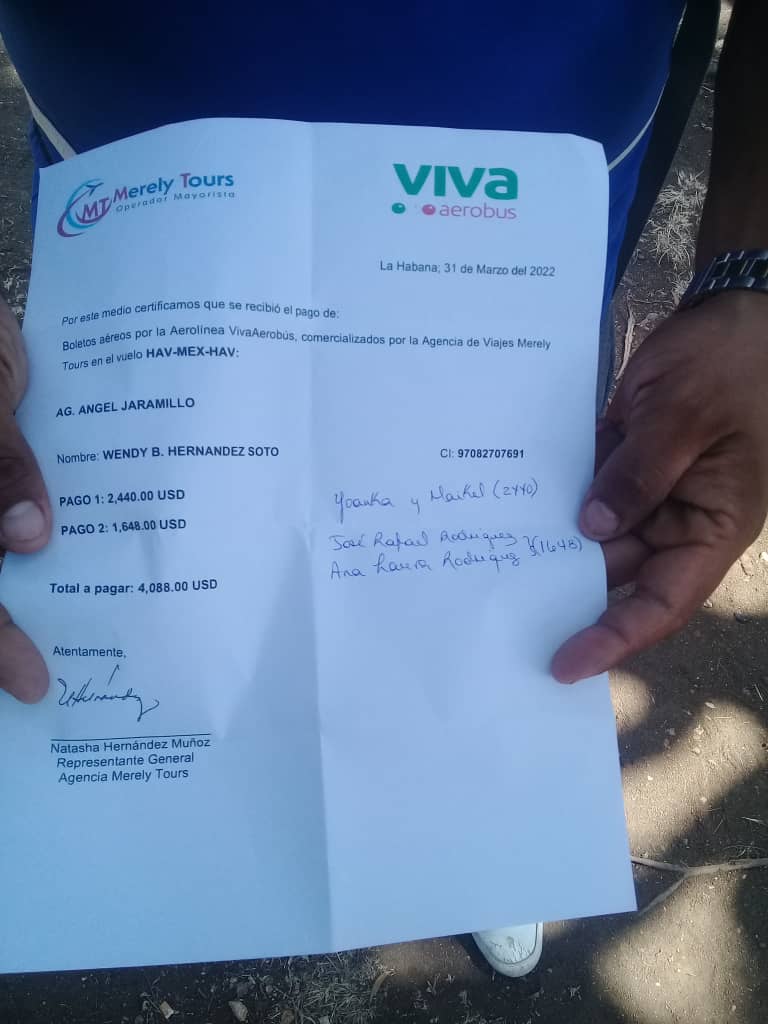 Merely Tours
MT
Operador Mayorista
viva
aerobus
La Habana; 31 de Marzo del 2022
Por este medio certificamos que se recibió el pago de:
Boletos aéreos por la Aerolínea VivaAerobús, comercializados por la Agencia de Viajes Merely
Tours en el vuelo HAV-MEX-HAV:
AG. ANGEL JARAMILLO
Nombre: WENDY B. HERNANDEZ SOTO CI: 97082707691
PAGO 1: 2,440.00 USD Yoanka y Maikel (2440)
PAGO 2: 1,648.00 USD José Rafael Rodriguez
Ana Laura Rodriguez }(1648)
Total a pagar: 4,088.00 USD
Atentamente,
Natasha Hernández Muñoz
Representante General
Agencia Merely Tours